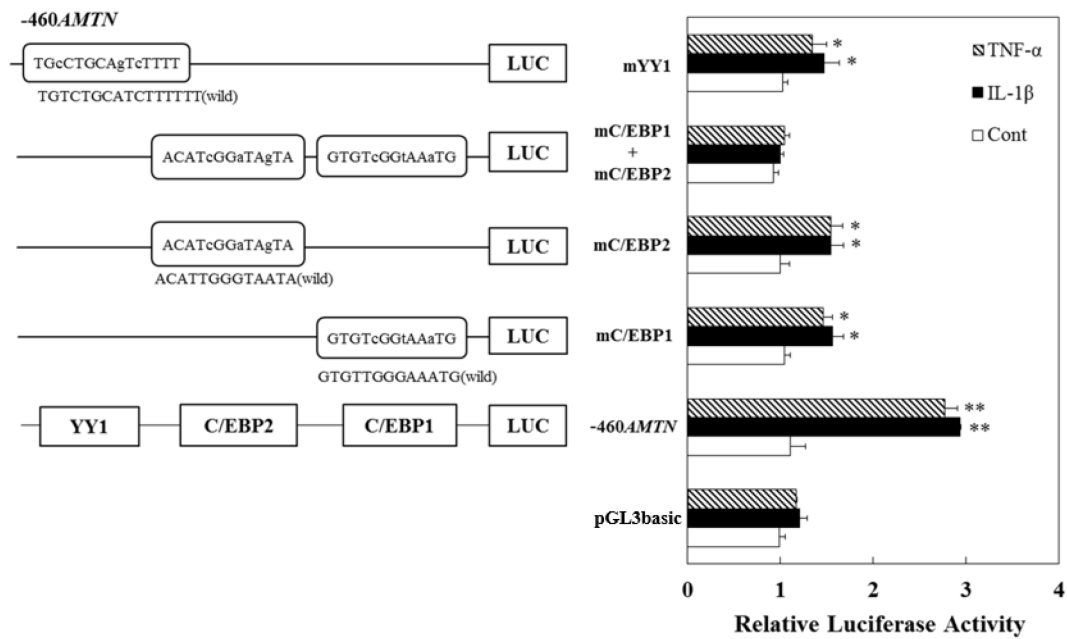 -460AMTN
TGcCTGCAgTcTTTT
LUC
TGTCTGCATCTTTTTT(wild)
ACATcGGaTAgTA
GTGTcGGtAAaTG
LUC
ACATcGGaTAgTA
LUC
ACATTGGGTAATA(wild)
GTGTcGGtAAaTG
LUC
GTGTTGGGAAATG(wild)
YY1
C/EBP2
C/EBP1
LUC
mYY1
mC/EBP1
+
mC/EBP2
mC/EBP2
mC/EBP1
-460AMTN
pGL3basic
*
*
*
*
*
*
**
**
TNF-α
IL-1β
Cont
0 1 2 3 4
Relative Luciferase Activity